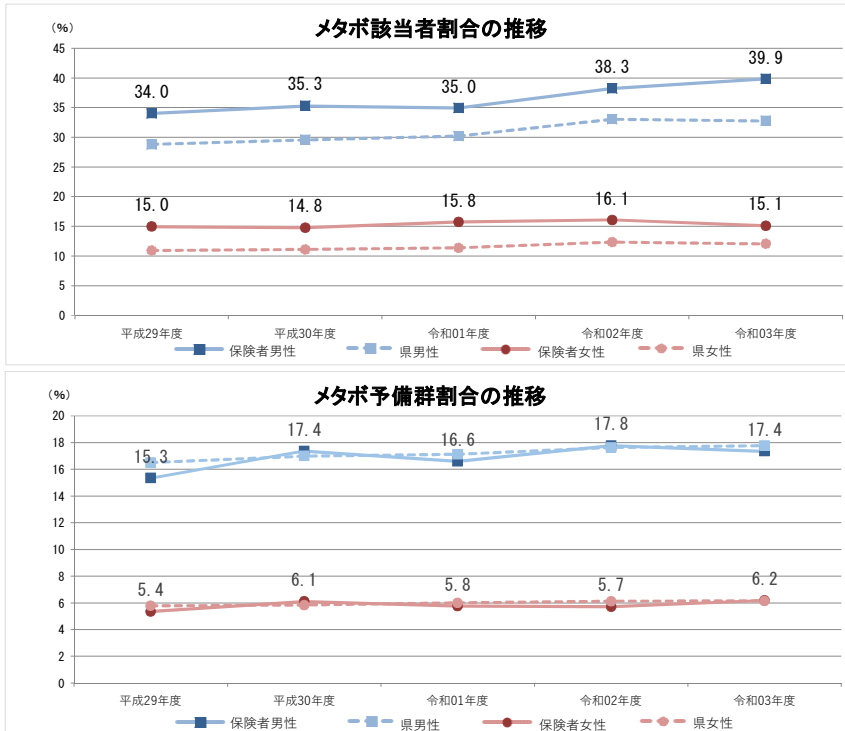 メタボ該当者割合の推移
(%)
45
40
35
30
25
20
15
10
5
0
34.0
35.3
35.0
38.3
39.9
15.0
14.8
15.8
16.1
15.1
平成29年度
平成30年度
令和01年度
令和02年度
令和03年度
保険者男性
県男性
保険者女性
県女性
メタボ予備群割合の推移
(%)
20
18
16
14
12
10
8
6
4
2
0
15.3
17.4
16.6
17.8
17.4
5.4
6.1
5.8
5.7
6.2
平成29年度
平成30年度
令和01年度
令和02年度
令和03年度
保険者男性
県男性
保険者女性
県女性